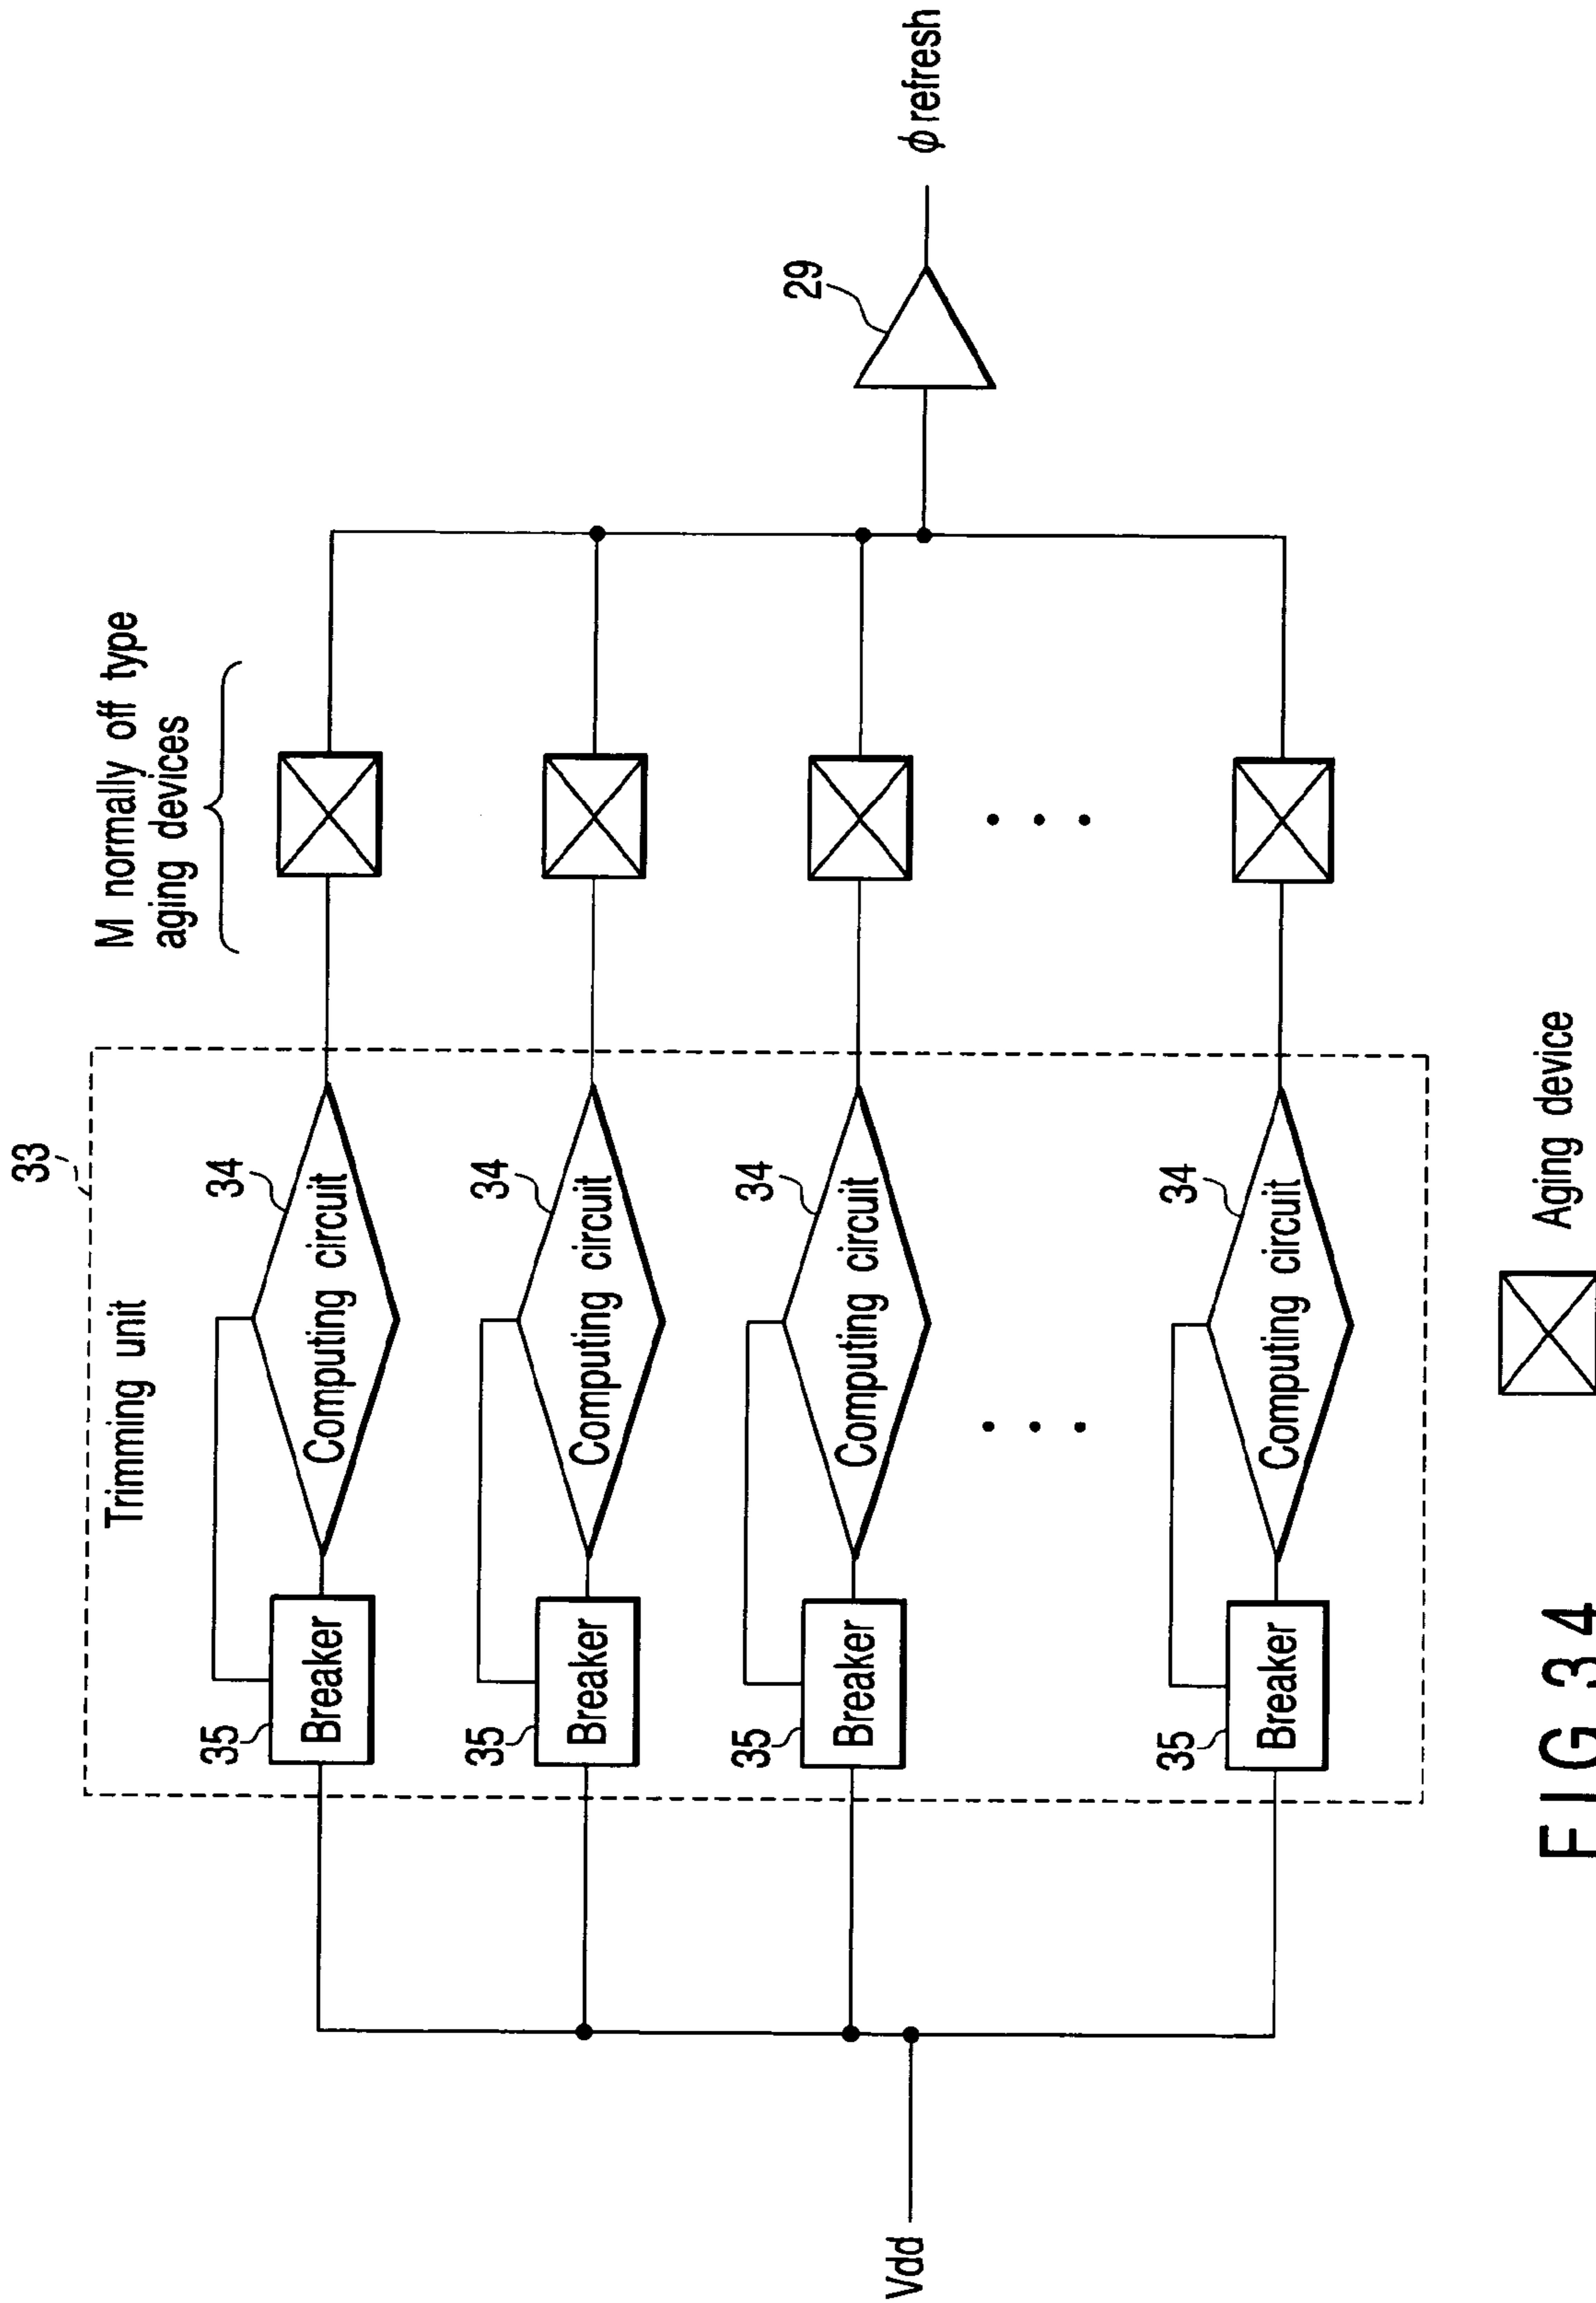 33
Trimming unit
M normally off type
aging devices
35
Breaker
34
Computing circuit
35
Breaker
34
Computing circuit
29
ϕ refresh
35
Breaker
34
Computing circuit
Vdd
35
Breaker
34
Computing circuit
Aging device
FIG 34